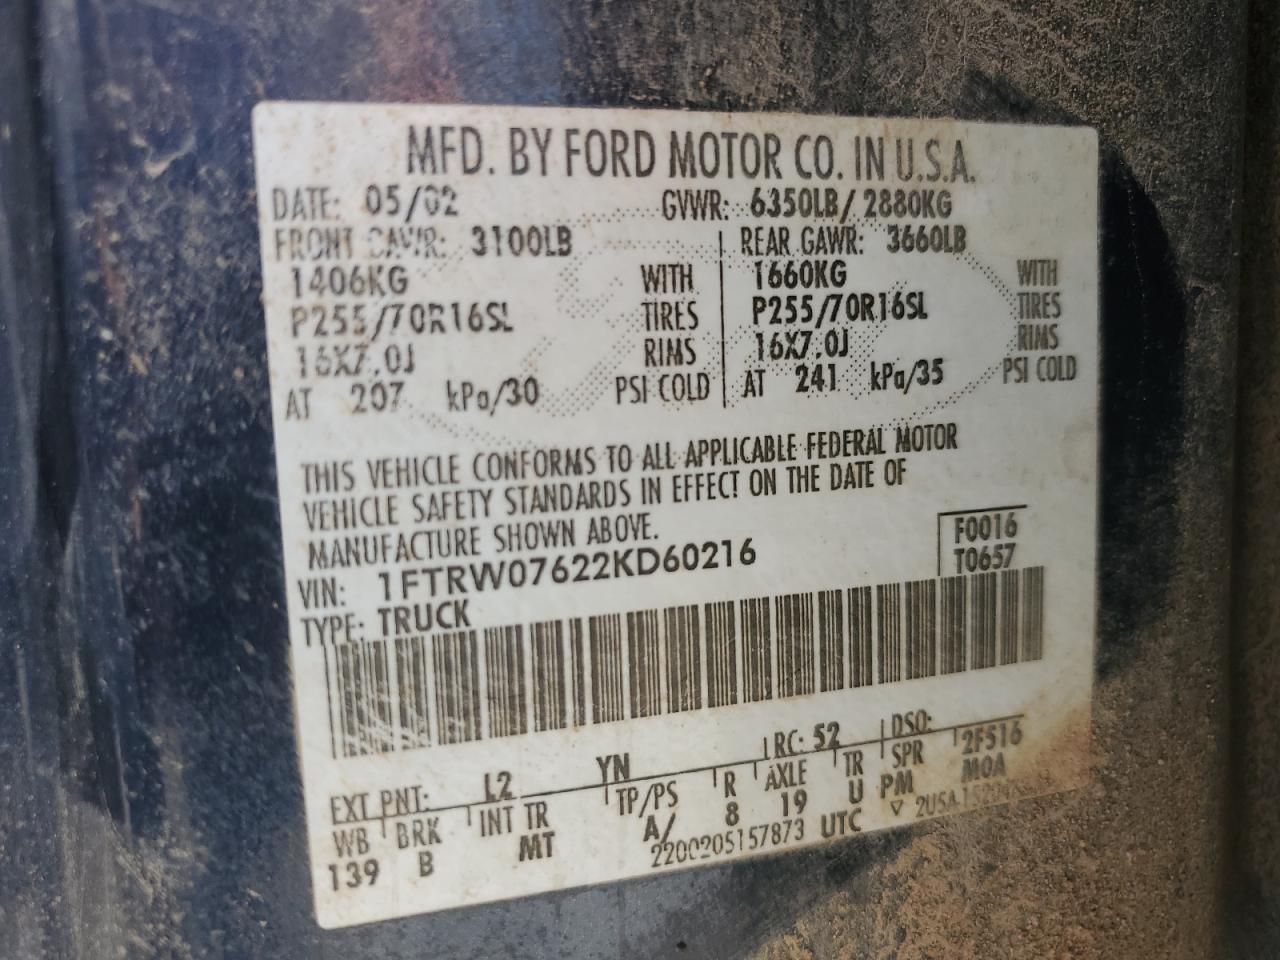 MFD. BY FORD MOTOR CO. IN U.S.A.
DATE: 05/02 GVWR: 6350LB/ 2880KG
FRONT GAWR: 3100LB REAR GAWR: 3660LB
1406KG WITH 1660KG WITH
P255/70R16SL TIRES P255/70R16SL TIRES
16X7.0J RIMS 16X7.0J RIMS
AT 207 kPa/30 PSI COLD AT 241 kPa/35 PSI COLD
THIS VEHICLE CONFORMS TO ALL APPLICABLE FEDERAL MOTOR
VEHICLE SAFETY STANDARDS IN EFFECT ON THE DATE OF
MANUFACTURE SHOWN ABOVE.
F0016
VIN: 1FTRW07622KD60216 T0657
TYPE: TRUCK
EXT PNT: L2 YN RC: 52 DSO:
WB BRK INT TR TP/PS R AXLE TR SPR 2F516
139 B MT A/ 8 19 U PM MOA
2200205157873 UTC ▽